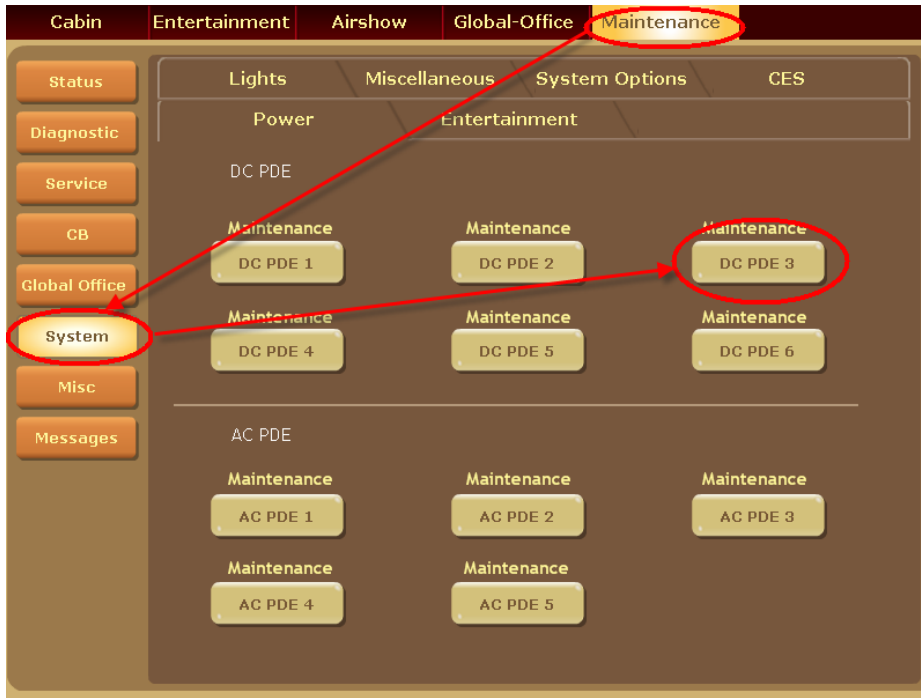 Cabin Entertainment Airshow Global-Office Maintenance
Status
Diagnostic
Service
CB
Global Office
System
Misc
Messages
Lights Miscellaneous System Options CES
Power Entertainment
DC PDE
Maintenance Maintenance Maintenance
DC PDE 1 DC PDE 2 DC PDE 3
Maintenance Maintenance Maintenance
DC PDE 4 DC PDE 5 DC PDE 6
AC PDE
Maintenance Maintenance Maintenance
AC PDE 1 AC PDE 2 AC PDE 3
Maintenance Maintenance
AC PDE 4 AC PDE 5